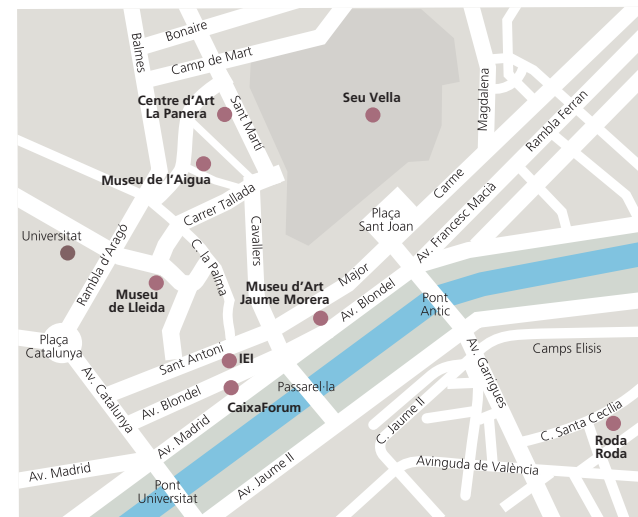 Bonaire
Balmes
Camp de Mart
Centre d'Art
La Panera
Sant Martí
Seu Vella
Magdalena
Rambla Ferran
Museu de l'Aigua
Carrer Tallada
Carme
Plaça
Sant Joan
Av. Francesc Macià
Universitat
Rambla d'Aragó
Cavallers
C. la Palma
Museu
de Lleida
Museu d'Art
Jaume Morera
Major
Av. Blondel
Pont
Antic
Plaça
Catalunya
Sant Antoni
IEI
Passarel·la
Camps Elisis
Av. Garrigues
Av. Catalunya
Av. Blondel
CaixaForum
Av. Madrid
C. Jaume II
C. Santa Cecília
Roda
Roda
Av. Madrid
Pont
Universitat
Av. Jaume II
Avinguda de València